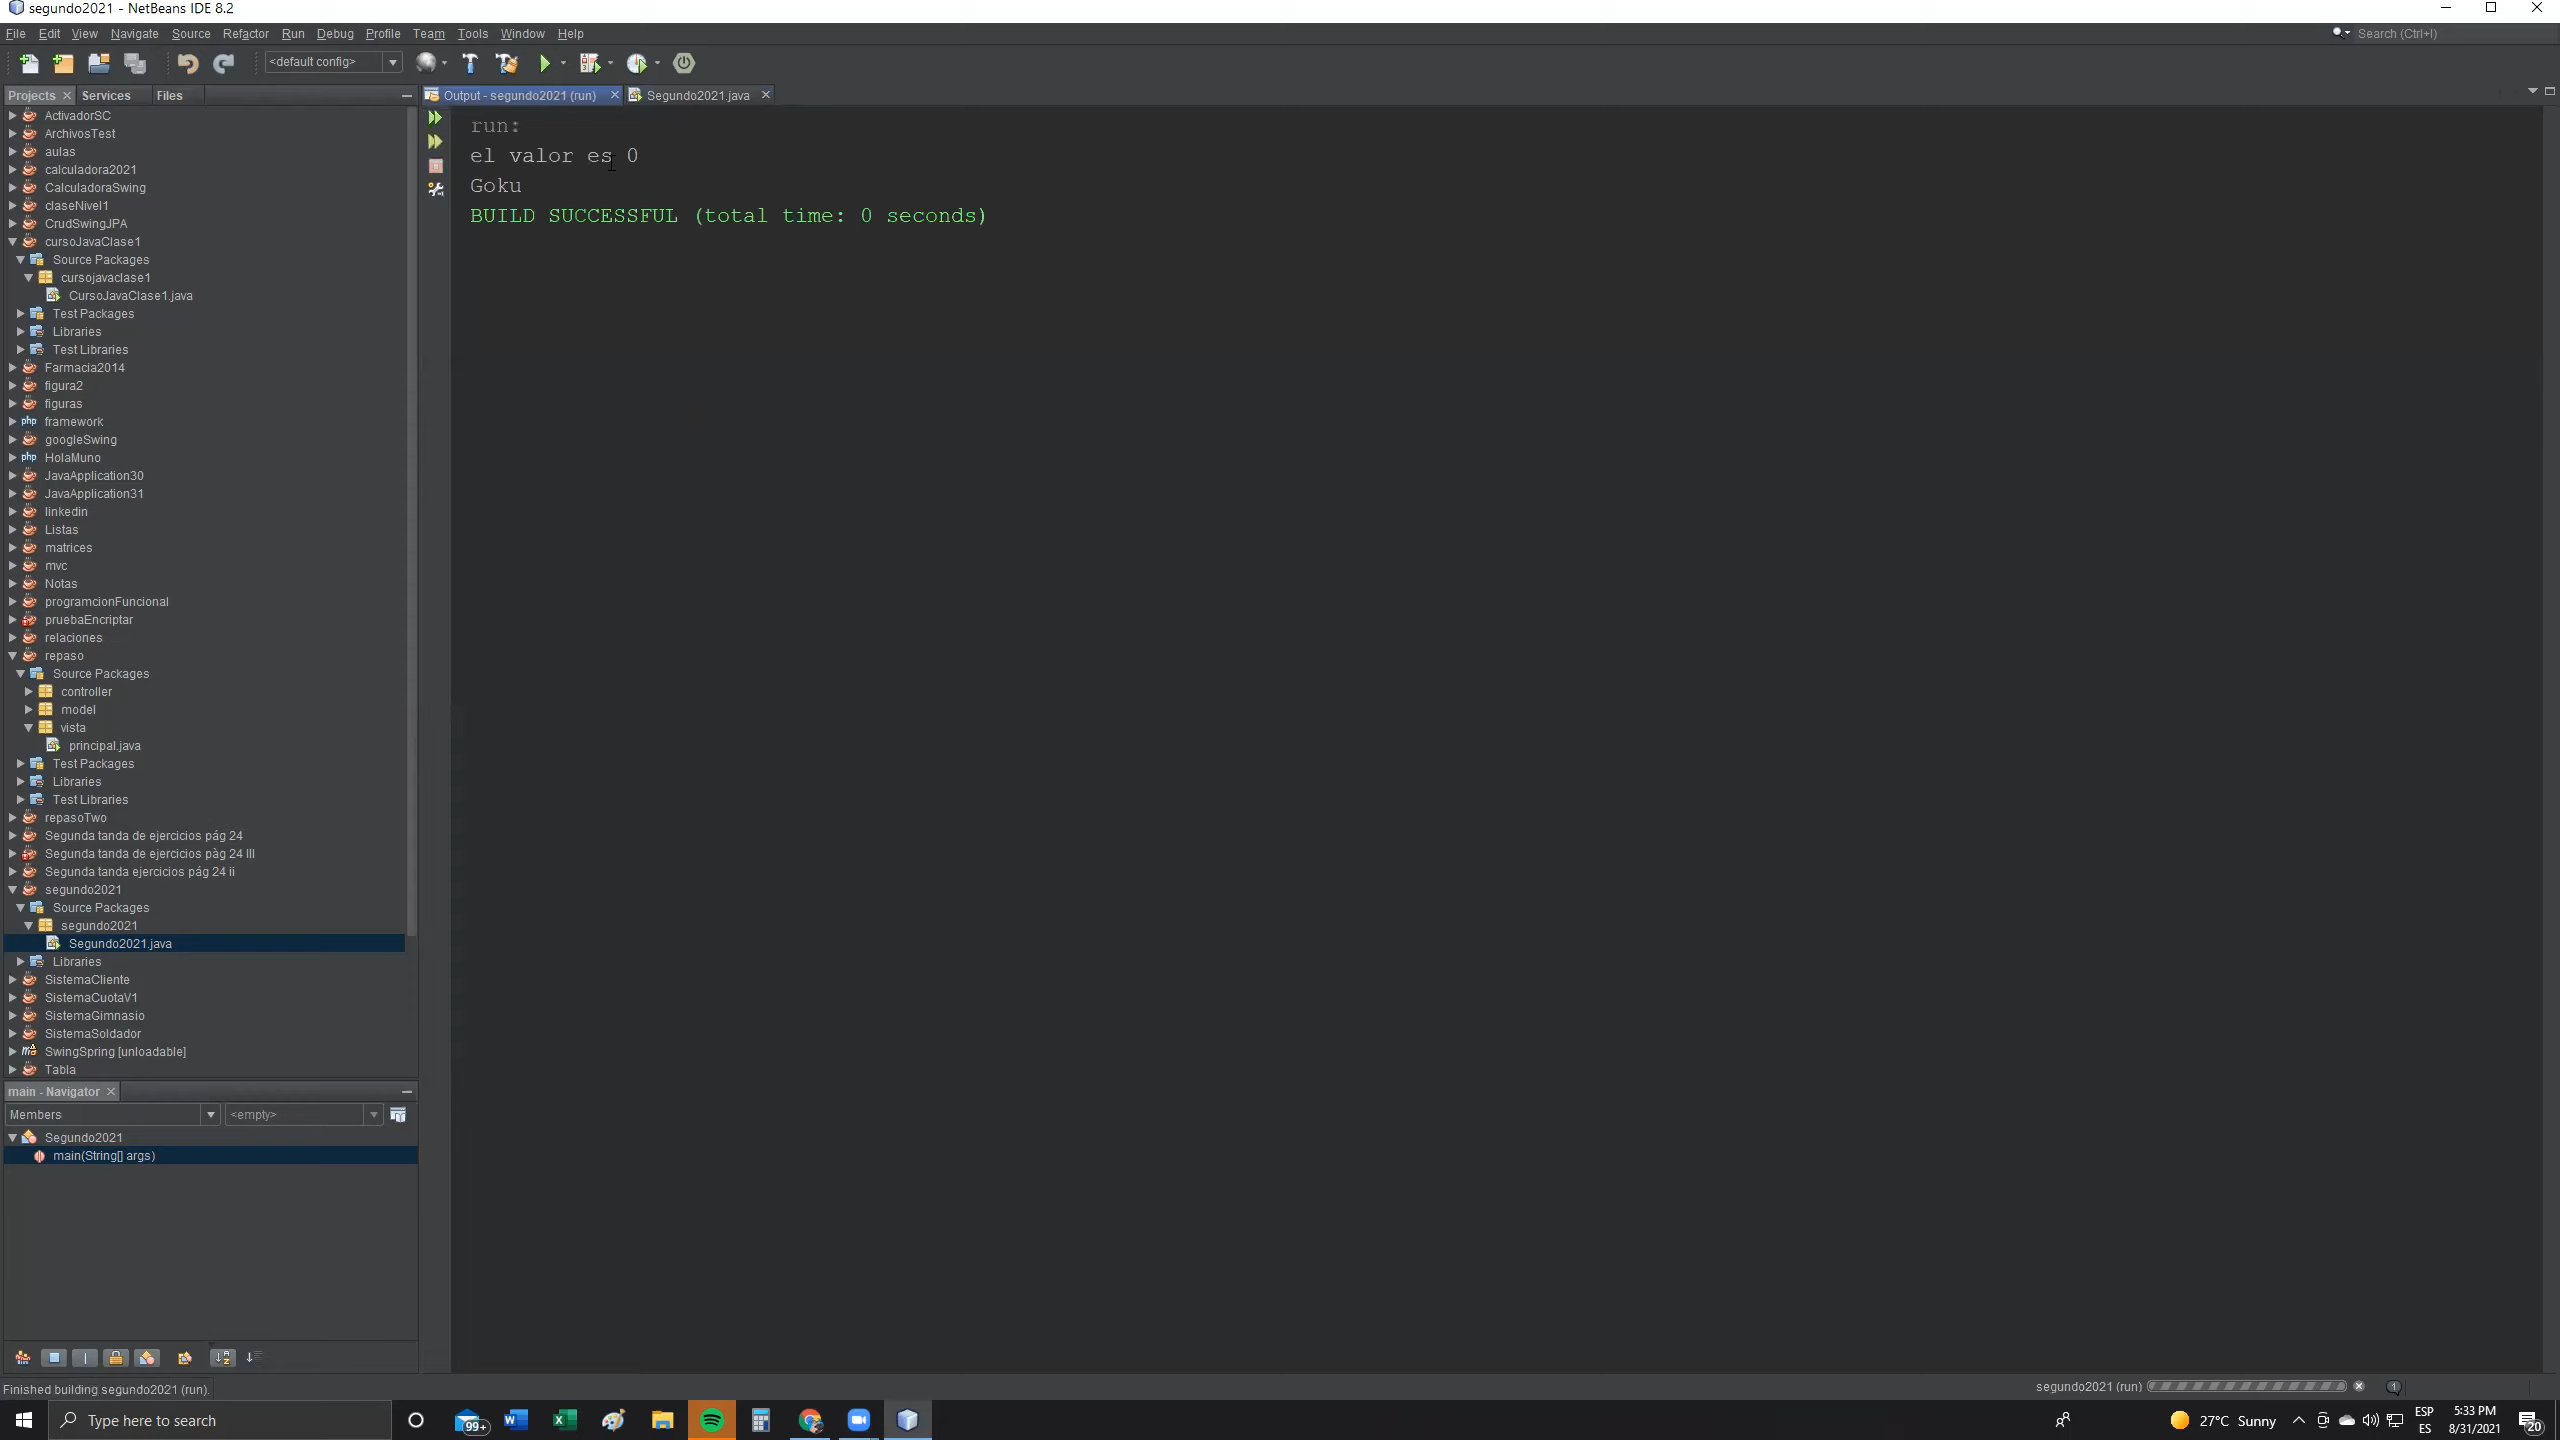 segundo2021 - NetBeans IDE 8.2
File Edit View Navigate Source Refactor Run Debug Profile Team Tools Window Help
Search (Ctrl+I)
<default config>
Projects Services Files
Output - segundo2021 (run) Segundo2021.java
ActivadorSC
ArchivosTest
aulas
calculadora2021
CalculadoraSwing
claseNivel1
CrudSwingJPA
cursoJavaClase1
Source Packages
cursojavaclase1
CursoJavaClase1.java
Test Packages
Libraries
Test Libraries
Farmacia2014
figura2
figuras
php framework
googleSwing
php HolaMuno
JavaApplication30
JavaApplication31
linkedin
Listas
matrices
mvc
Notas
programcionFuncional
pruebaEncriptar
relaciones
repaso
Source Packages
controller
model
vista
principal.java
Test Packages
Libraries
Test Libraries
repasoTwo
Segunda tanda de ejercicios pág 24
Segunda tanda de ejercicios pàg 24 III
Segunda tanda ejercicios pág 24 ii
segundo2021
Source Packages
segundo2021
Segundo2021.java
Libraries
SistemaCliente
SistemaCuotaV1
SistemaGimnasio
SistemaSoldador
SwingSpring [unloadable]
Tabla
run:
el valor es 0
Goku
BUILD SUCCESSFUL (total time: 0 seconds)
main - Navigator
Members <empty>
Segundo2021
main(String[] args)
Finished building segundo2021 (run).
segundo2021 (run)
1
Type here to search
99+
27°C Sunny
ESP
ES
5:33 PM
8/31/2021
20